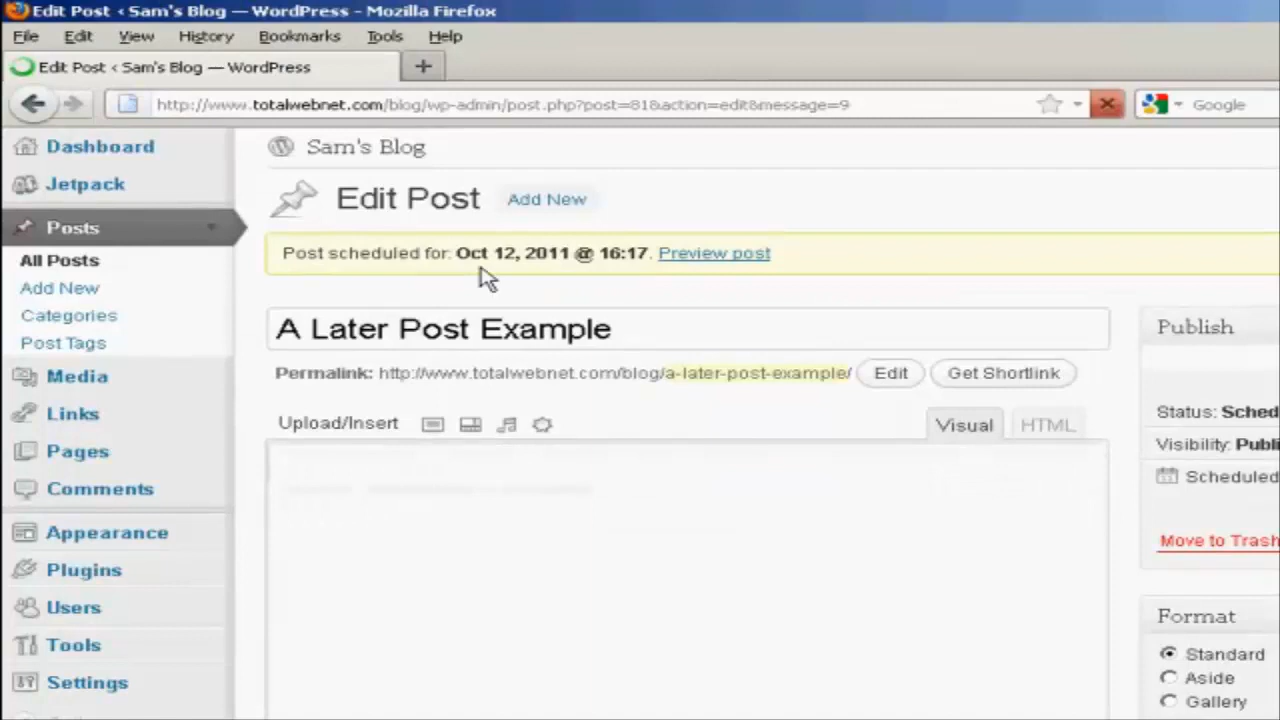 Edit Post ‹ Sam's Blog — WordPress - Mozilla Firefox
File Edit View History Bookmarks Tools Help
Edit Post ‹ Sam's Blog — WordPress
http://www.totalwebnet.com/blog/wp-admin/post.php?post=81&action=edit&message=9
Google
Dashboard
Jetpack
Posts
All Posts
Add New
Categories
Post Tags
Media
Links
Pages
Comments
Appearance
Plugins
Users
Tools
Settings
Sam's Blog
Edit Post Add New
Post scheduled for: Oct 12, 2011 @ 16:17. Preview post
A Later Post Example
Permalink: http://www.totalwebnet.com/blog/a-later-post-example/ Edit Get Shortlink
Upload/Insert
Visual HTML
Publish
Status: Sched
Visibility: Publi
Scheduled
Move to Trash
Format
Standard
Aside
Gallery